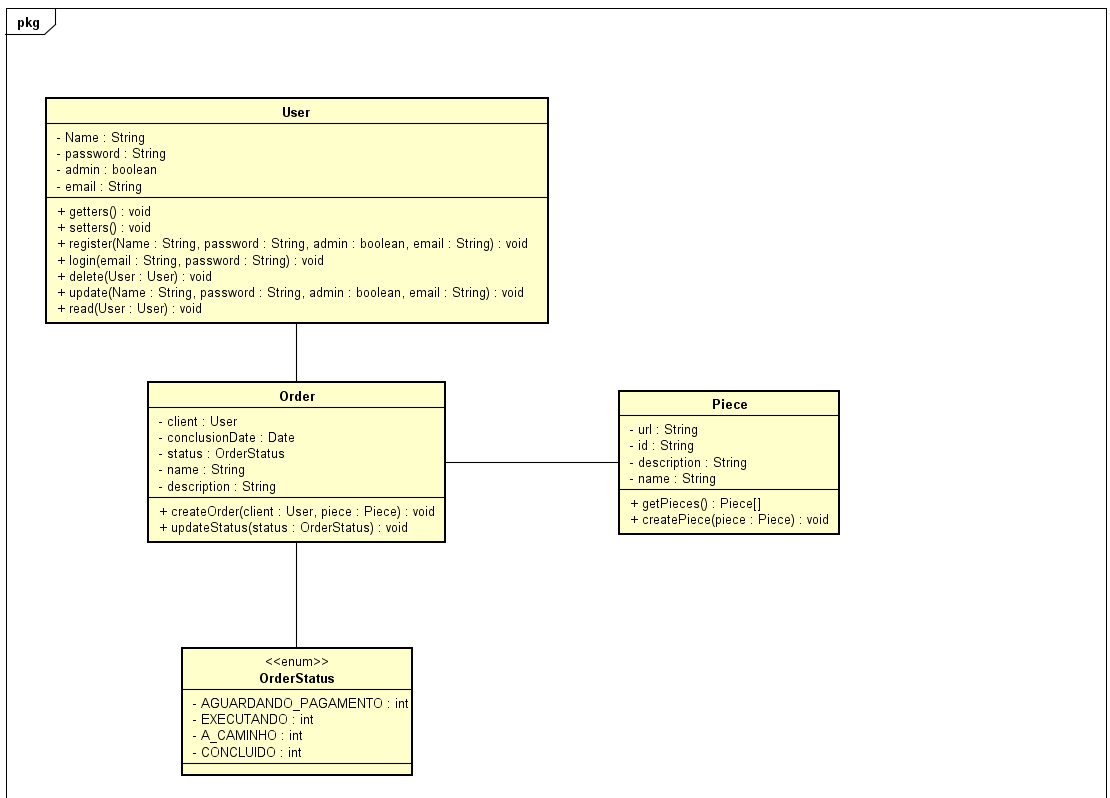 pkg
User
- Name : String
- password : String
- admin : boolean
- email : String
+ getters() : void
+ setters() : void
+ register(Name : String, password : String, admin : boolean, email : String) : void
+ login(email : String, password : String) : void
+ delete(User : User) : void
+ update(Name : String, password : String, admin : boolean, email : String) : void
+ read(User : User) : void
Order
- client : User
- conclusionDate : Date
- status : OrderStatus
- name : String
- description : String
+ createOrder(client : User, piece : Piece) : void
+ updateStatus(status : OrderStatus) : void
Piece
- url : String
- id : String
- description : String
- name : String
+ getPieces() : Piece[]
+ createPiece(piece : Piece) : void
<<enum>>
OrderStatus
- AGUARDANDO_PAGAMENTO : int
- EXECUTANDO : int
- A_CAMINHO : int
- CONCLUIDO : int